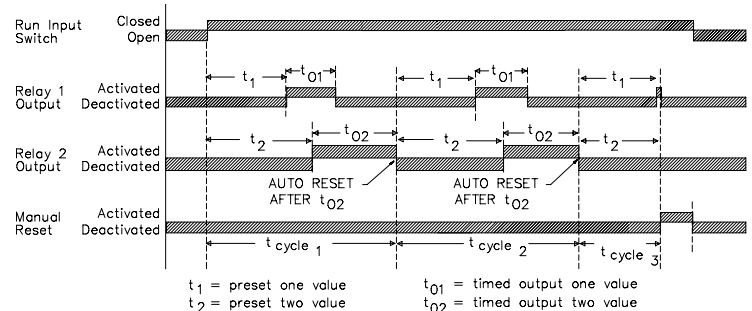 Run Input Switch
Closed
Open
t1 t01 t1 t01 t1
Relay 1 Output
Activated
Deactivated
t2 t02 t2 t02 t2
Relay 2 Output
Activated
Deactivated
AUTO RESET AFTER t02
AUTO RESET AFTER t02
Manual Reset
Activated
Deactivated
t cycle 1 t cycle 2 t cycle 3
t1 = preset one value
t01 = timed output one value
t2 = preset two value
t02 = timed output two value